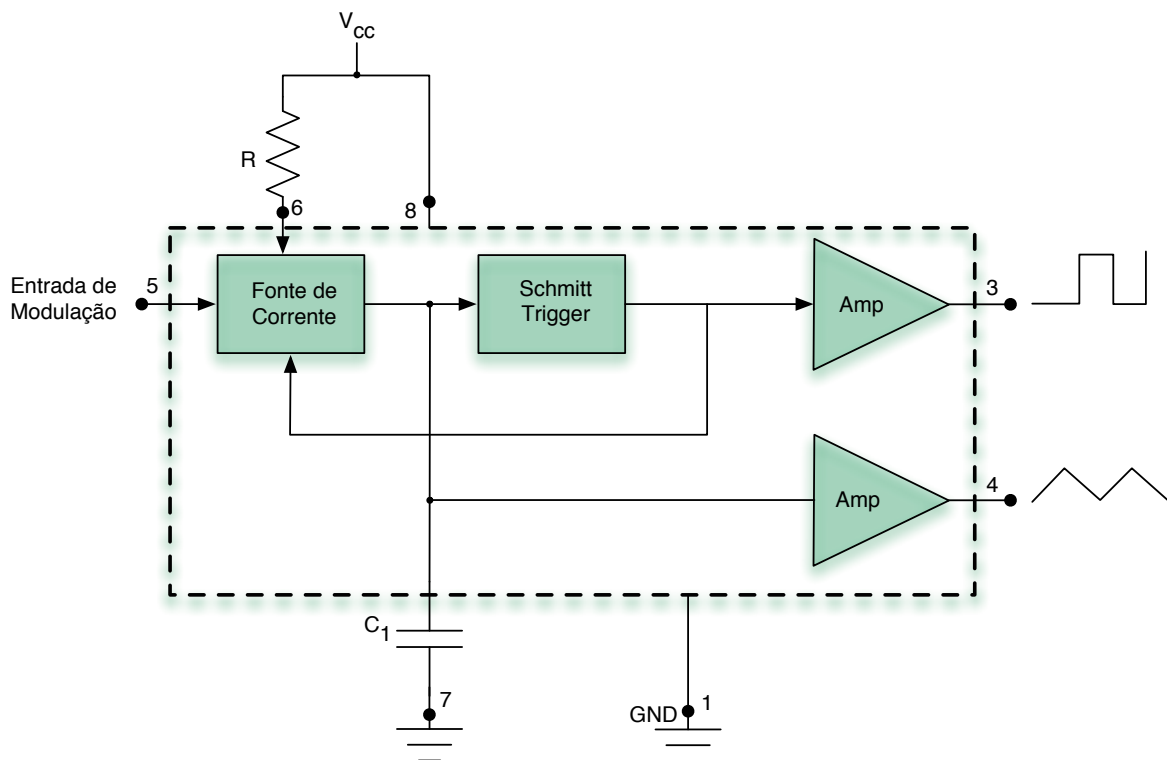 Vcc
R
6
8
Entrada de
Modulação
5
Fonte de
Corrente
Schmitt
Trigger
Amp
3
Amp
4
C1
7
GND
1